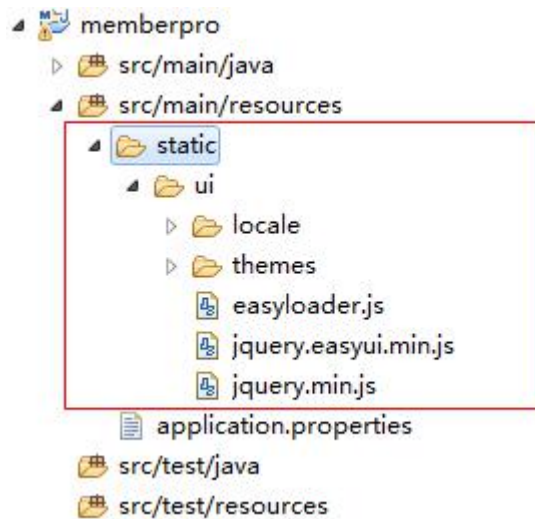 memberpro
src/main/java
src/main/resources
static
ui
locale
themes
easyloader.js
jquery.easyui.min.js
jquery.min.js
application.properties
src/test/java
src/test/resources